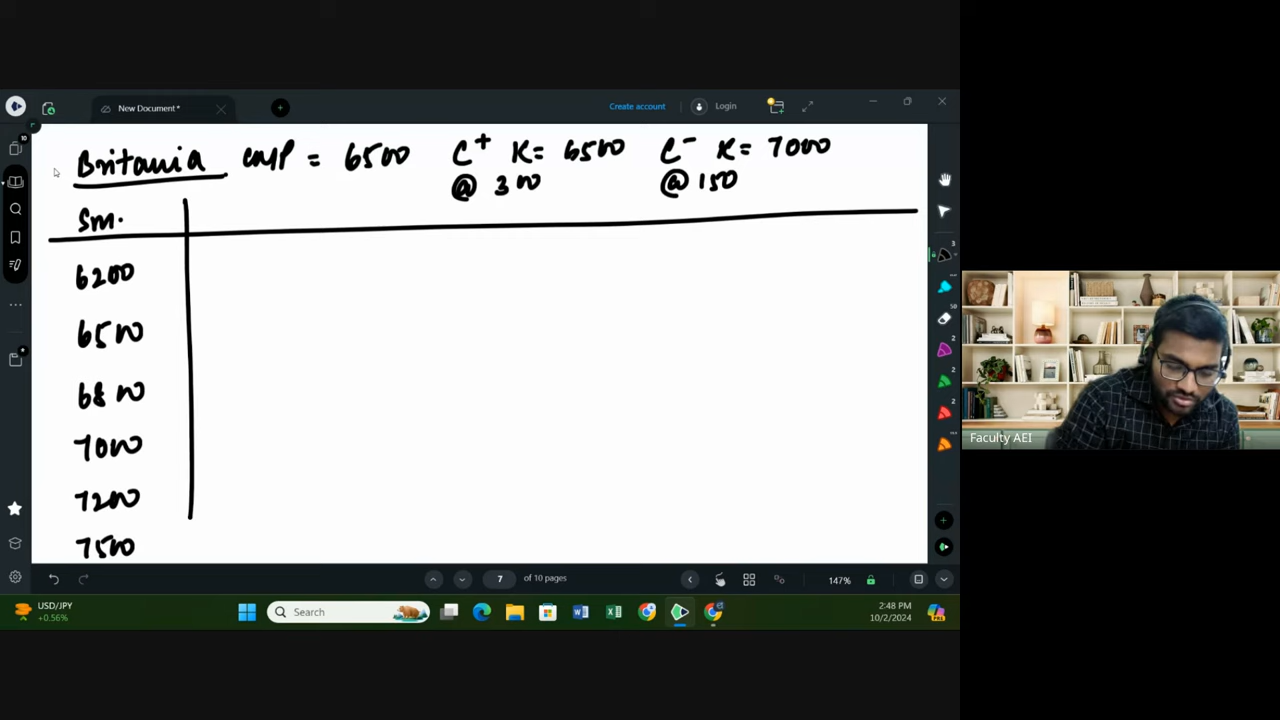 New Document*
Create account
Login
Britania CMP = 6500 C+ K= 6500 C- K= 7000
@ 300 @ 150
Sm.
6200
6500
6800
7000
7200
7500
Faculty AEI
7 of 10 pages
147%
USD/JPY
+0.56%
Search
2:48 PM
10/2/2024